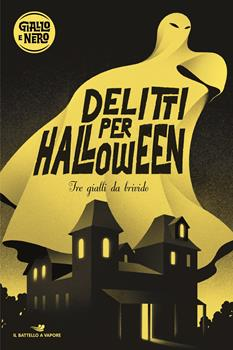 GIALLO
E NERO
DELITTI
PER
HALLOWEEN
Tre gialli da brivido
IL BATTELLO A VAPORE